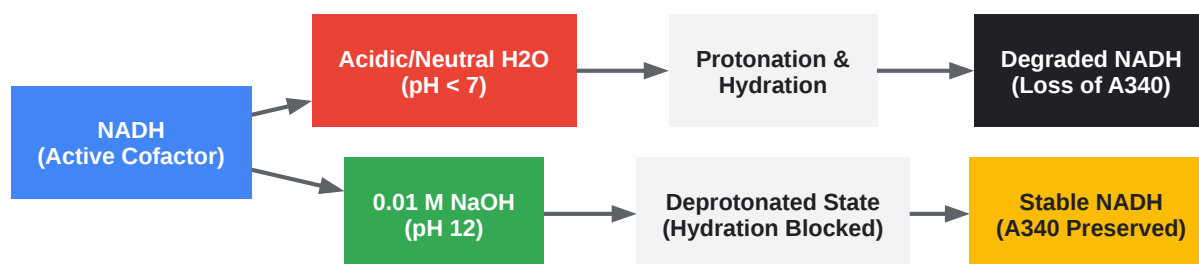 NADH
(Active Cofactor)
Acidic/Neutral H2O
(pH < 7)
Protonation &
Hydration
Degraded NADH
(Loss of A340)
0.01 M NaOH
(pH 12)
Deprotonated State
(Hydration Blocked)
Stable NADH
(A340 Preserved)